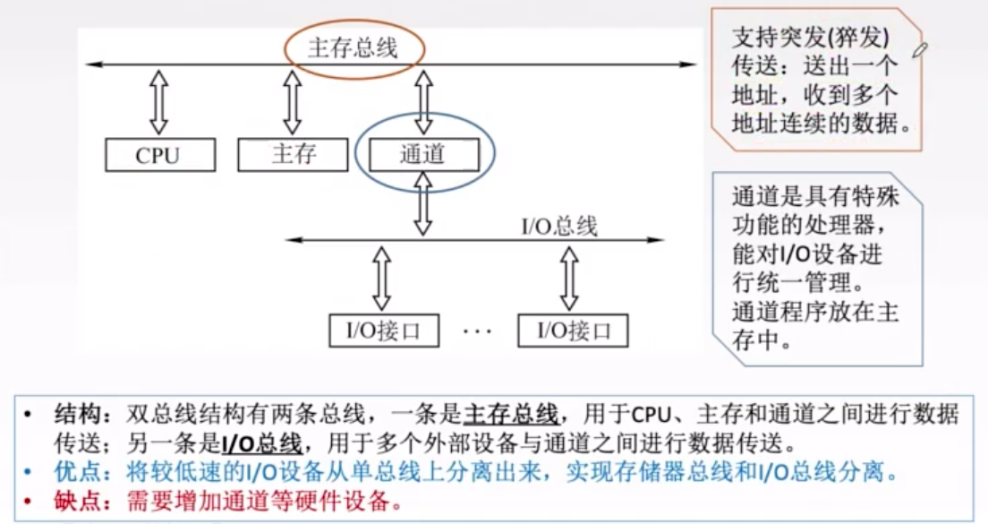 主存总线
CPU
主存
通道
I/O总线
I/O接口
···
I/O接口
支持突发(猝发)
传送：送出一个
地址，收到多个
地址连续的数据。
通道是具有特殊
功能的处理器，
能对I/O设备进
行统一管理。
通道程序放在主
存中。
• 结构：双总线结构有两条总线，一条是主存总线，用于CPU、主存和通道之间进行数据
传送；另一条是I/O总线，用于多个外部设备与通道之间进行数据传送。
• 优点：将较低速的I/O设备从单总线上分离出来，实现存储器总线和I/O总线分离。
• 缺点：需要增加通道等硬件设备。